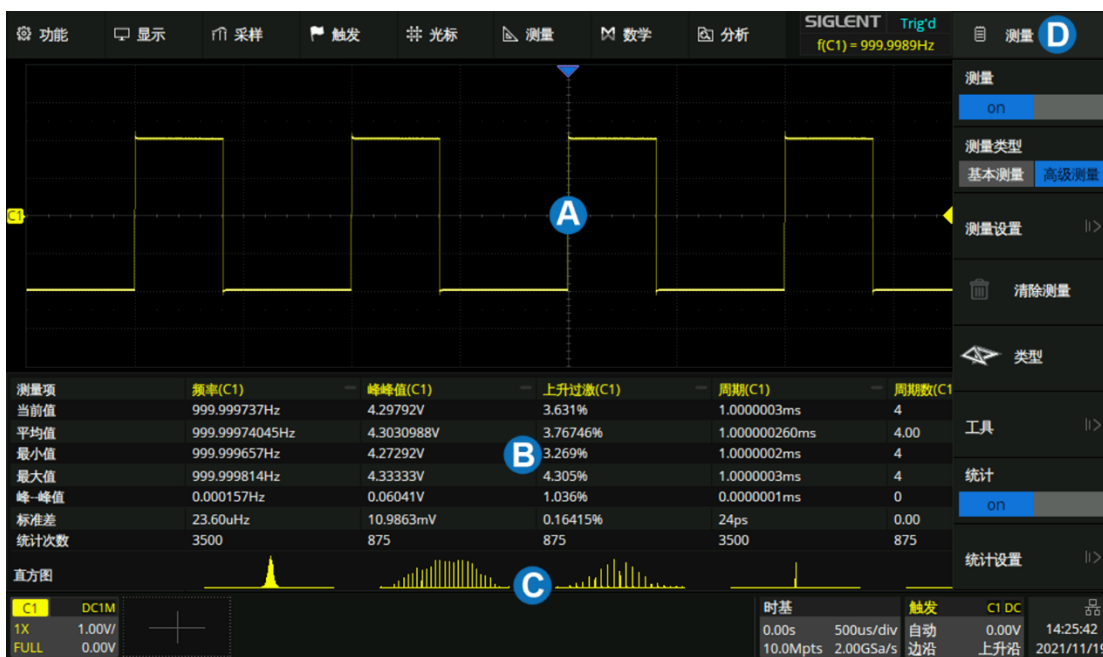 功能 显示 采样 触发 光标 测量 数学 分析 SIGLENT Trig'd
f(C1) = 999.9989Hz
测量 D
测量
on
测量类型
基本测量 高级测量
测量设置
清除测量
类型
工具
统计
on
统计设置
C1
A
测量项 频率(C1) 峰峰值(C1) 上升过激(C1) 周期(C1) 周期数(C1
当前值 999.999737Hz 4.29792V 3.631% 1.0000003ms 4
平均值 999.99974045Hz 4.3030988V 3.76746% 1.000000260ms 4.00
最小值 999.999657Hz 4.27292V B 3.269% 1.0000002ms 4
最大值 999.999814Hz 4.33333V 4.305% 1.0000003ms 4
峰--峰值 0.000157Hz 0.06041V 1.036% 0.0000001ms 0
标准差 23.60uHz 10.9863mV 0.16415% 24ps 0.00
统计次数 3500 875 875 3500 875
直方图 C
C1 DC1M 时基 触发 C1 DC
1X 1.00V/ 0.00s 500us/div 自动 0.00V 14:25:42
FULL 0.00V 10.0Mpts 2.00GSa/s 边沿 上升沿 2021/11/19